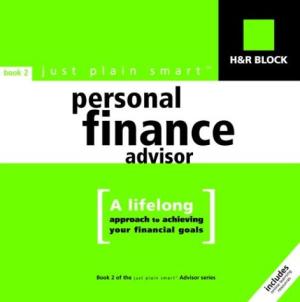 book 2
just plain smart™
H&R BLOCK
personal
finance
advisor
A lifelong
approach to achieving
your financial goals
Book 2 of the just plain smart™ Advisor series
includes